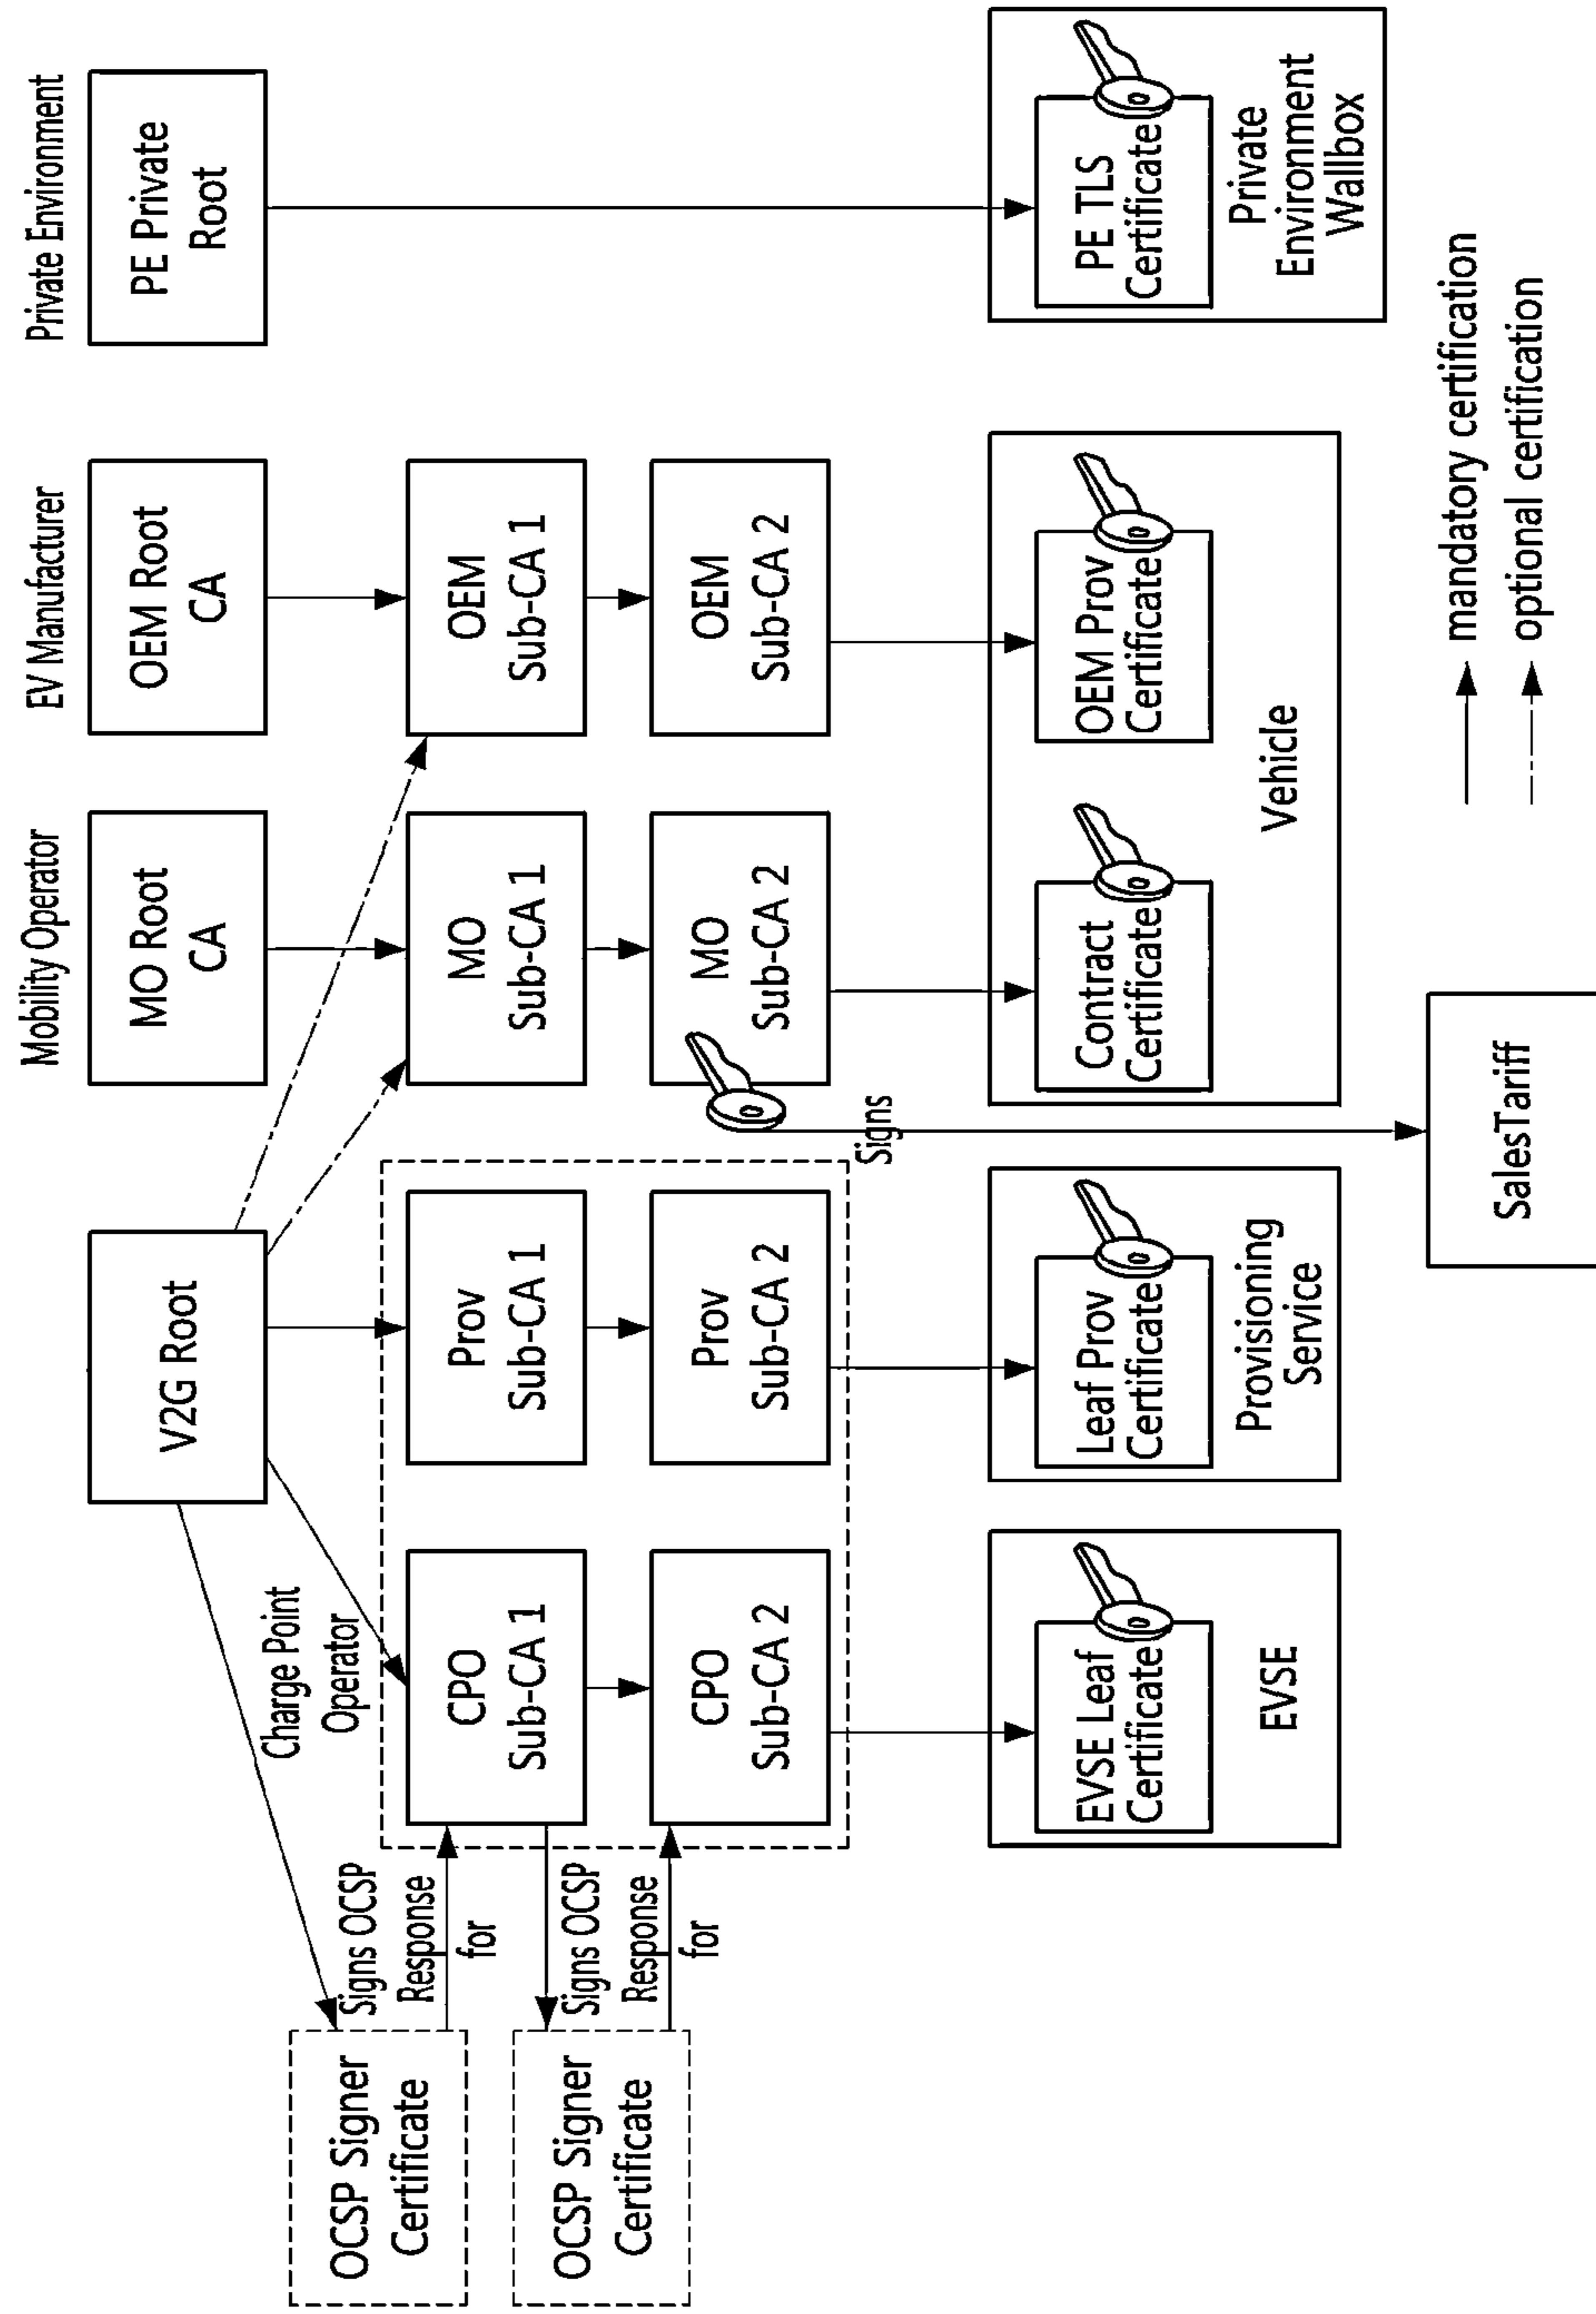 Mobility Operator
EV Manufacturer
Private Environment
V2G Root
MO Root
CA
OEM Root
CA
PE Private
Root
Charge Point
Operator
OCSP Signer
Certificate
Signs OCSP
Response
for
CPO
Sub-CA 1
Prov
Sub-CA 1
MO
Sub-CA 1
OEM
Sub-CA 1
OCSP Signer
Certificate
Signs OCSP
Response
for
CPO
Sub-CA 2
Prov
Sub-CA 2
MO
Sub-CA 2
OEM
Sub-CA 2
Signs
EVSE Leaf
Certificate
EVSE
Leaf Prov
Certificate
Provisioning
Service
Contract
Certificate
OEM Prov
Certificate
Vehicle
PE TLS
Certificate
Private
Environment
Wallbox
SalesTariff
mandatory certification
optional certification